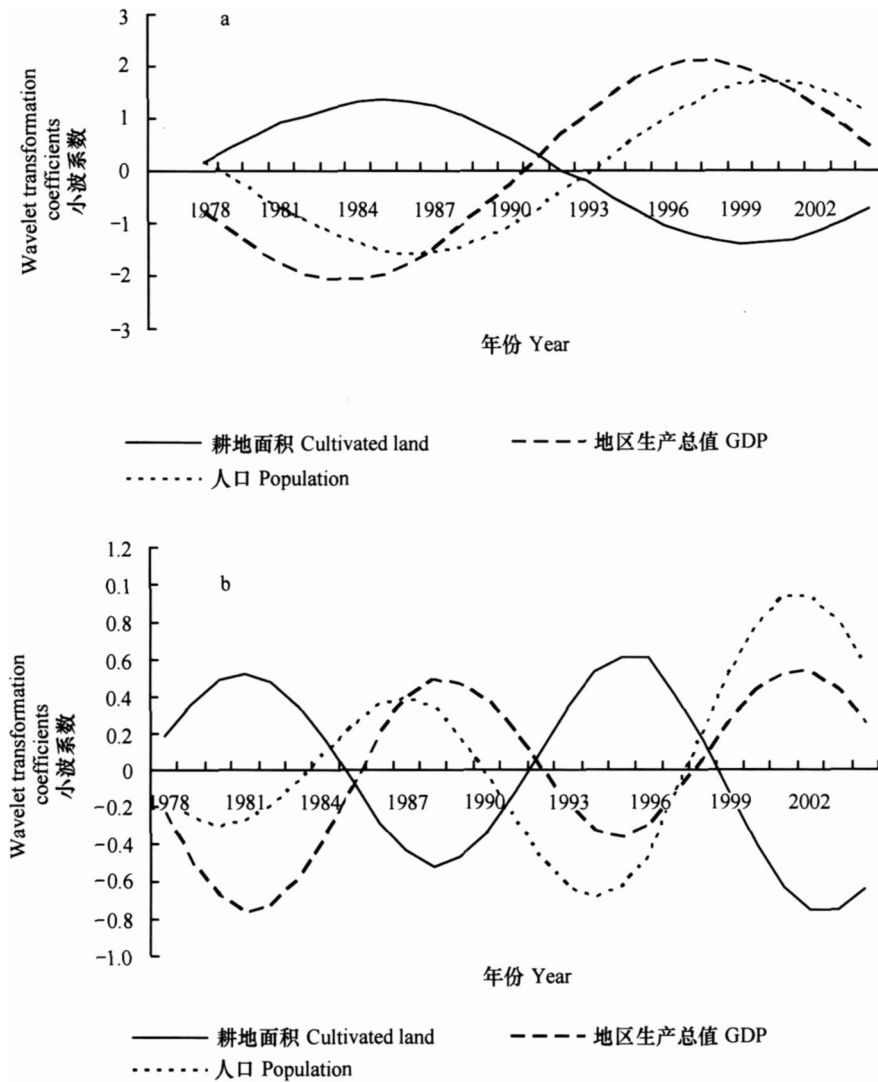 a
3
2
1
0
-1
-2
-3
Wavelet transformation
coefficients
小波系数
1978 1981 1984 1987 1990 1993 1996 1999 2002
年份 Year
耕地面积 Cultivated land 地区生产总值 GDP
人口 Population
b
1.2
0.1
0.8
0.6
0.4
0.2
0
-0.2
-0.4
-0.6
-0.8
-1.0
Wavelet transformation
coefficients
小波系数
1978 1981 1984 1987 1990 1993 1996 1999 2002
年份 Year
耕地面积 Cultivated land 地区生产总值 GDP
人口 Population